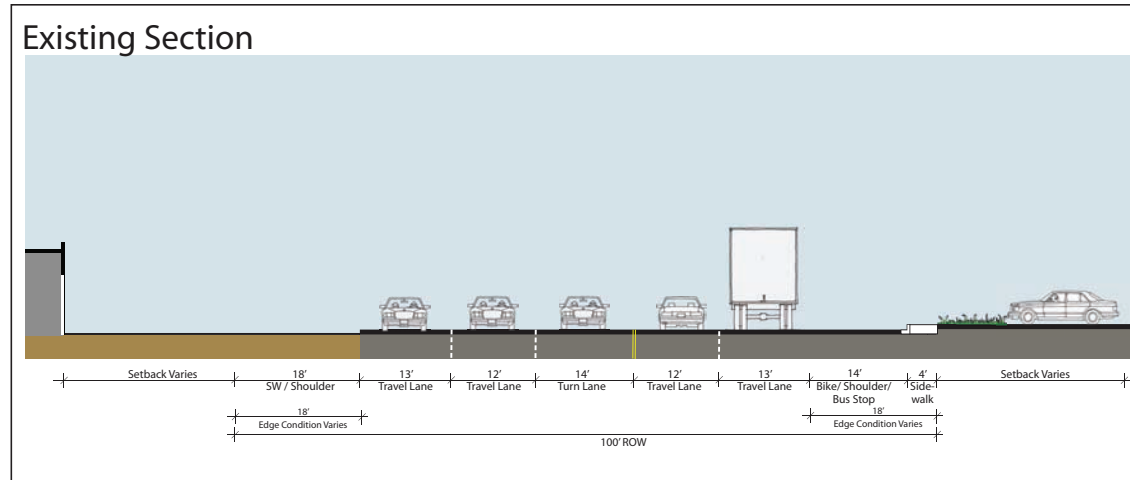 Existing Section
Setback Varies
18'
SW / Shoulder
13'
Travel Lane
12'
Travel Lane
14'
Turn Lane
12'
Travel Lane
13'
Travel Lane
14'
Bike/ Shoulder/
Bus Stop
4'
Side-
walk
Setback Varies
18'
Edge Condition Varies
18'
Edge Condition Varies
100' ROW